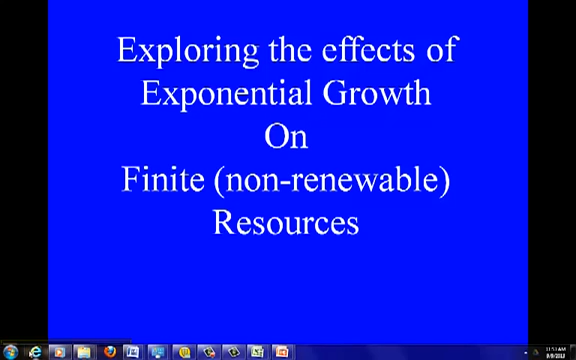 Exploring the effects of
Exponential Growth
On
Finite (non-renewable)
Resources